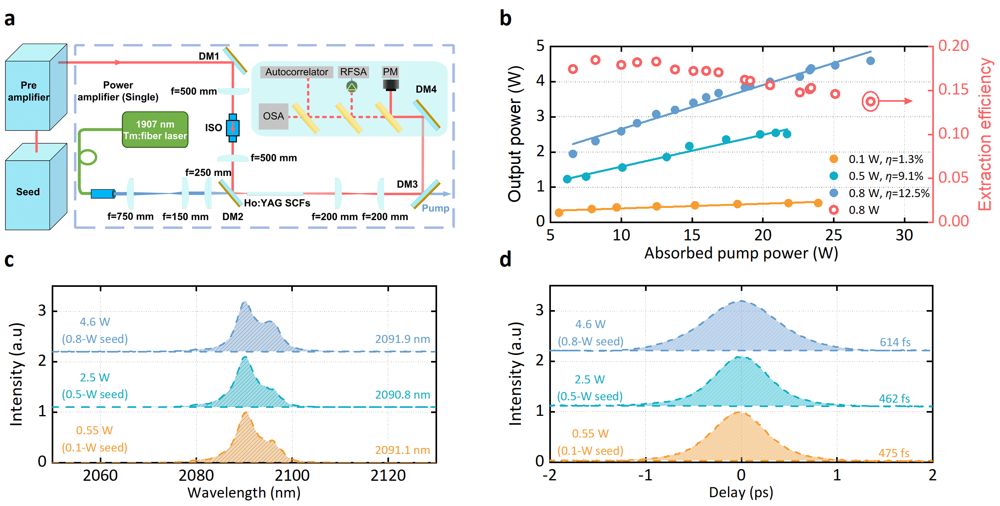 a
Pre
amplifier
Seed
Power
amplifier (Single)
1907 nm
Tm:fiber laser
DM1
f=500 mm
ISO
f=500 mm
f=250 mm
f=750 mm
f=150 mm
DM2
Ho:YAG SCFs
f=200 mm
f=200 mm
DM3
Pump
Autocorrelator
RFSA
PM
DM4
OSA
b
Output power (W)
5
4
3
2
1
0
5
10
15
20
25
30
Absorbed pump power (W)
0.20
0.15
0.10
0.05
0.00
Extraction efficiency
0.1 W, η=1.3%
0.5 W, η=9.1%
0.8 W, η=12.5%
0.8 W
c
Intensity (a.u)
3
2
1
0
4.6 W
(0.8-W seed)
2091.9 nm
2.5 W
(0.5-W seed)
2090.8 nm
0.55 W
(0.1-W seed)
2091.1 nm
2060
2080
2100
2120
Wavelength (nm)
d
Intensity (a.u)
3
2
1
0
4.6 W
(0.8-W seed)
614 fs
2.5 W
(0.5-W seed)
462 fs
0.55 W
(0.1-W seed)
475 fs
-2
-1
0
1
2
Delay (ps)